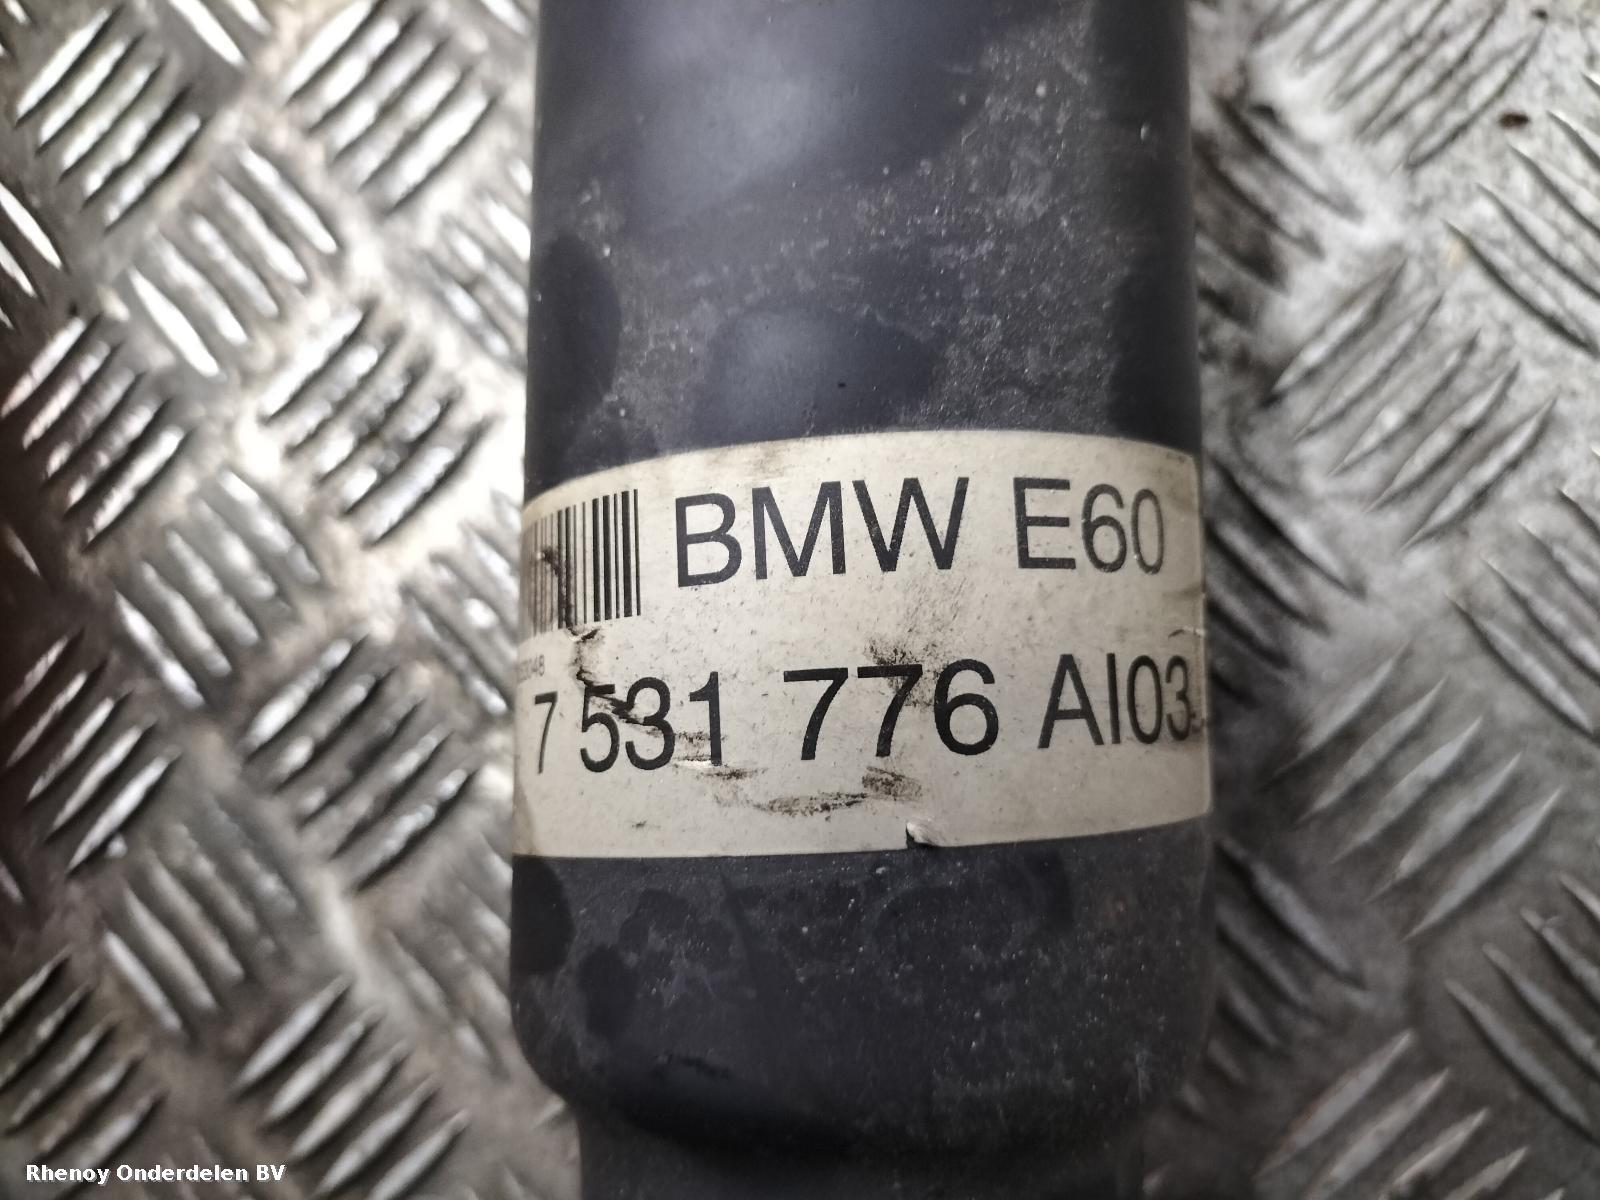 BMW E60
7 531 776 AI03
Rhenoy Onderdelen BV